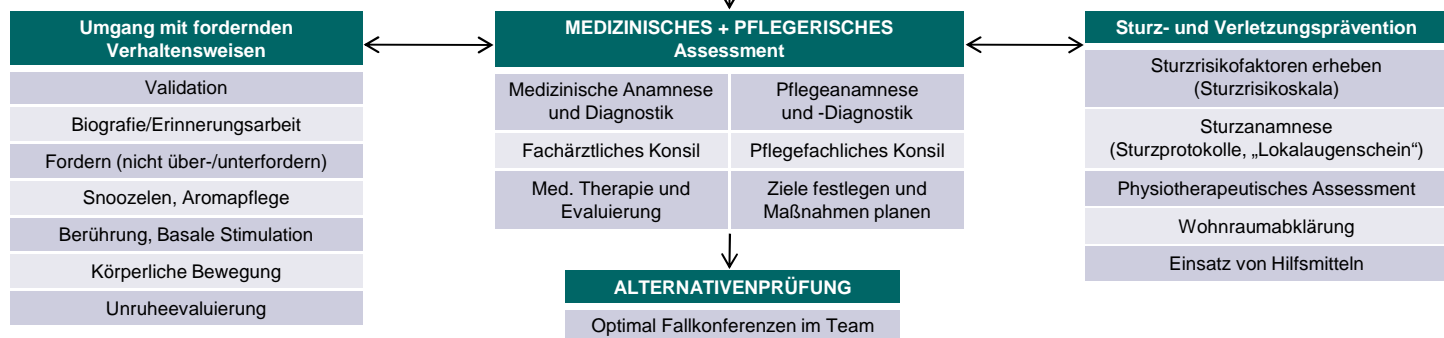 Umgang mit fordernden
Verhaltensweisen
Validation
Biografie/Erinnerungsarbeit
Fordern (nicht über-/unterfordern)
Snoozelen, Aromapflege
Berührung, Basale Stimulation
Körperliche Bewegung
Unruheevaluierung
MEDIZINISCHES + PFLEGERISCHES
Assessment
Medizinische Anamnese
und Diagnostik
Pflegeanamnese
und -Diagnostik
Fachärztliches Konsil
Pflegefachliches Konsil
Med. Therapie und
Evaluierung
Ziele festlegen und
Maßnahmen planen
ALTERNATIVENPRÜFUNG
Optimal Fallkonferenzen im Team
Sturz- und Verletzungsprävention
Sturzrisikofaktoren erheben
(Sturzrisikoskala)
Sturzanamnese
(Sturzprotokolle, „Lokalaugenschein“)
Physiotherapeutisches Assessment
Wohnraumabklärung
Einsatz von Hilfsmitteln